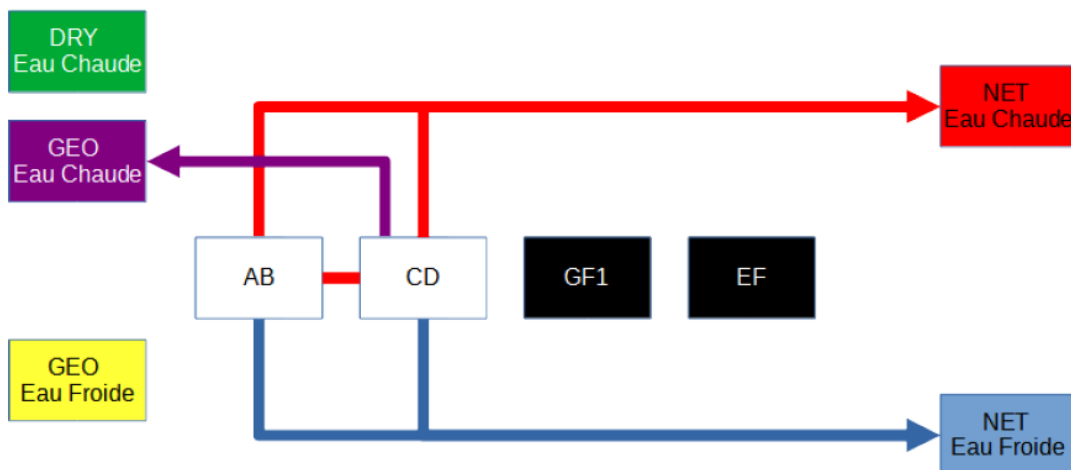 DRY
Eau Chaude
NET
Eau Chaude
GEO
Eau Chaude
AB
CD
GF1
EF
GEO
Eau Froide
NET
Eau Froide